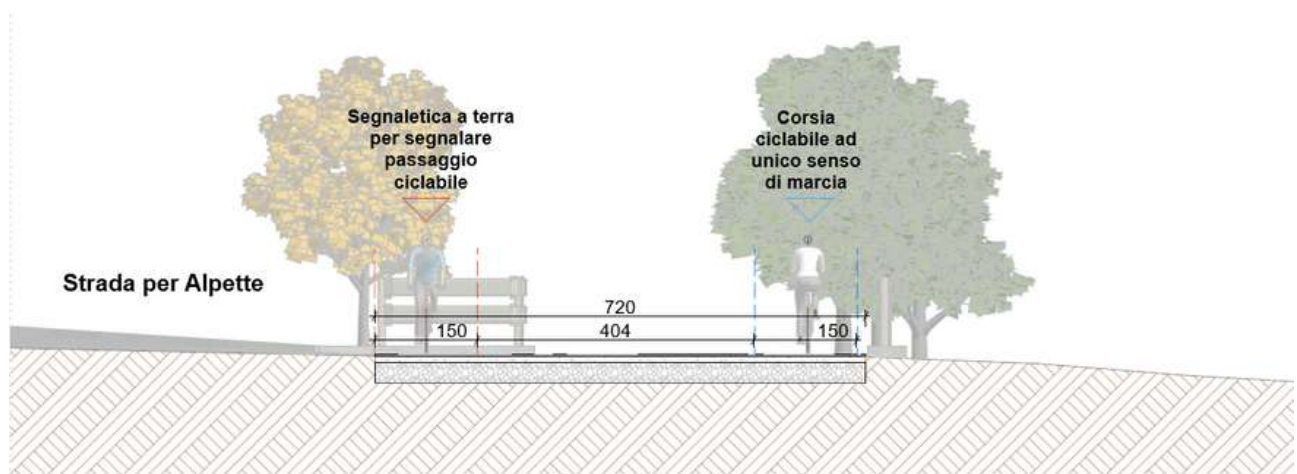 Segnaletica a terra
per segnalare
passaggio
ciclabile
Corsia
ciclabile ad
unico senso
di marcia
Strada per Alpette
720
150 404 150